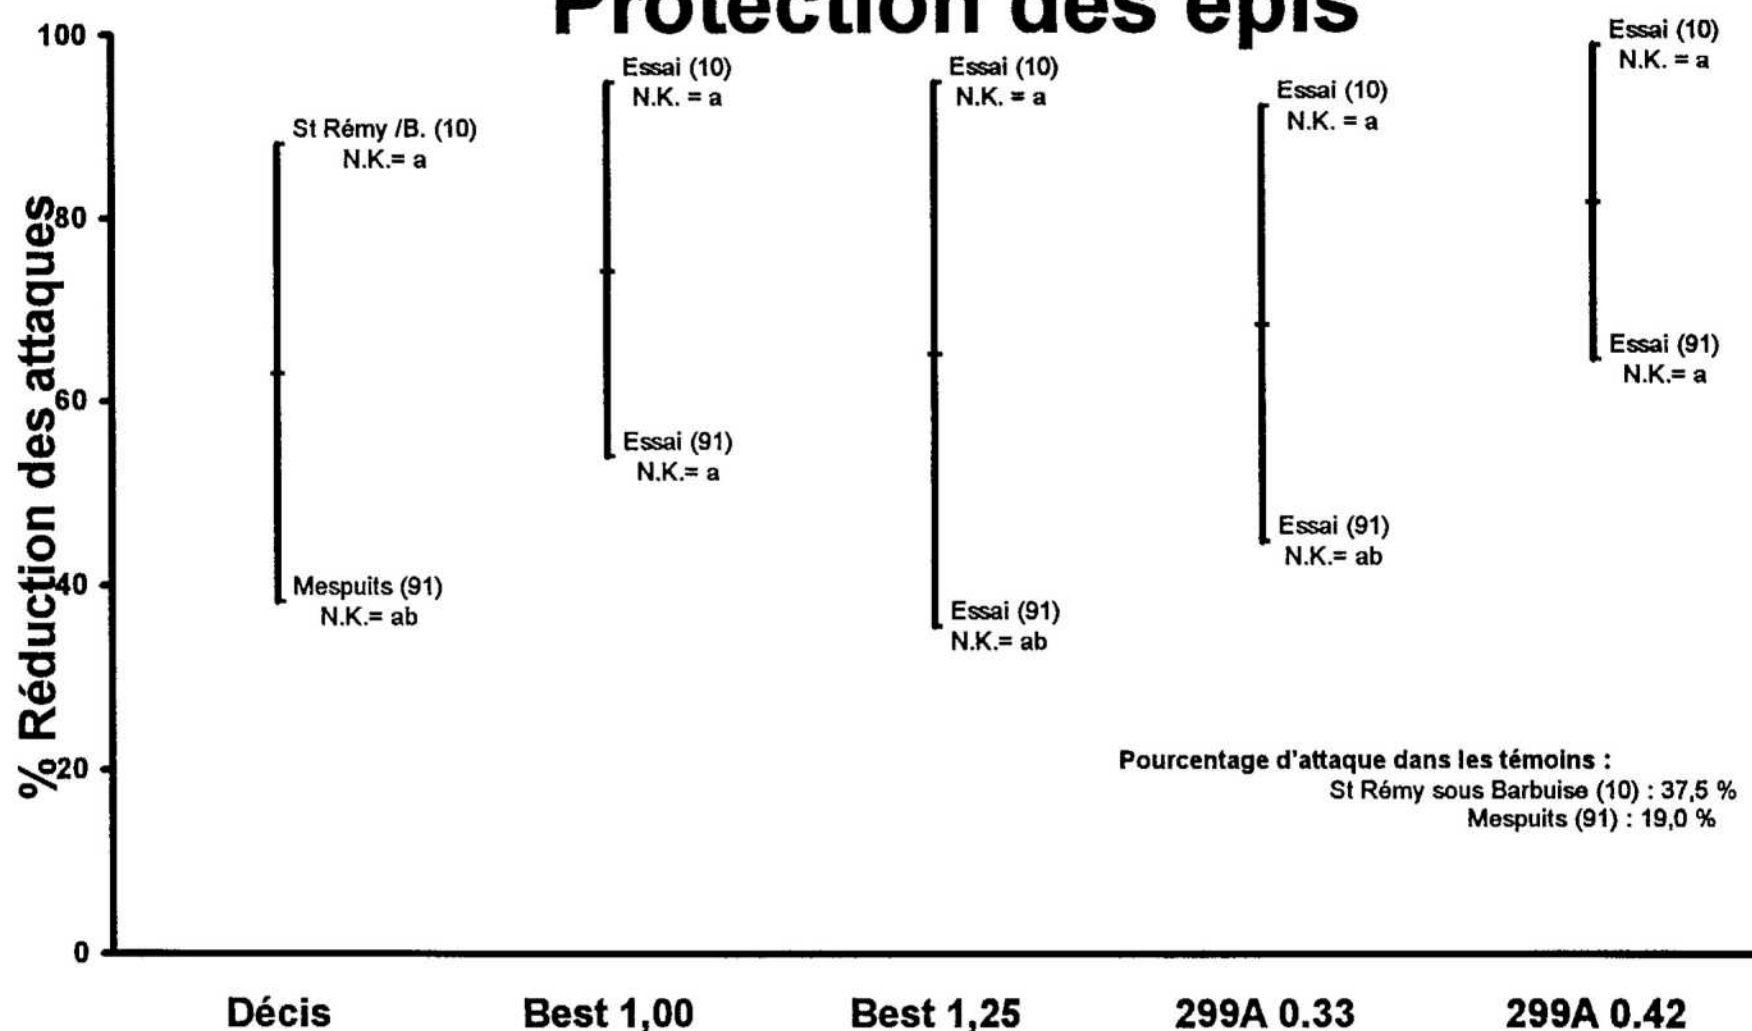 Protection des épis
% Réduction des attaques
100
80
60
40
20
0
St Rémy /B. (10)
N.K.= a
Mespuits (91)
N.K.= ab
Essai (10)
N.K. = a
Essai (91)
N.K.= a
Essai (10)
N.K. = a
Essai (91)
N.K.= ab
Essai (10)
N.K. = a
Essai (91)
N.K.= ab
Essai (10)
N.K. = a
Essai (91)
N.K.= a
Pourcentage d'attaque dans les témoins :
St Rémy sous Barbuise (10) : 37,5 %
Mespuits (91) : 19,0 %
Décis
Best 1,00
Best 1,25
299A 0.33
299A 0.42